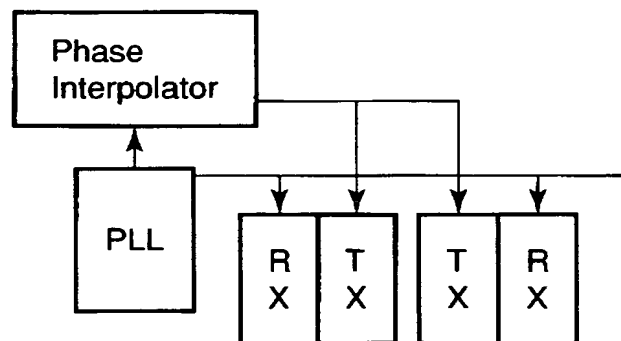 Phase
Interpolator
PLL
R T T R
X X X X